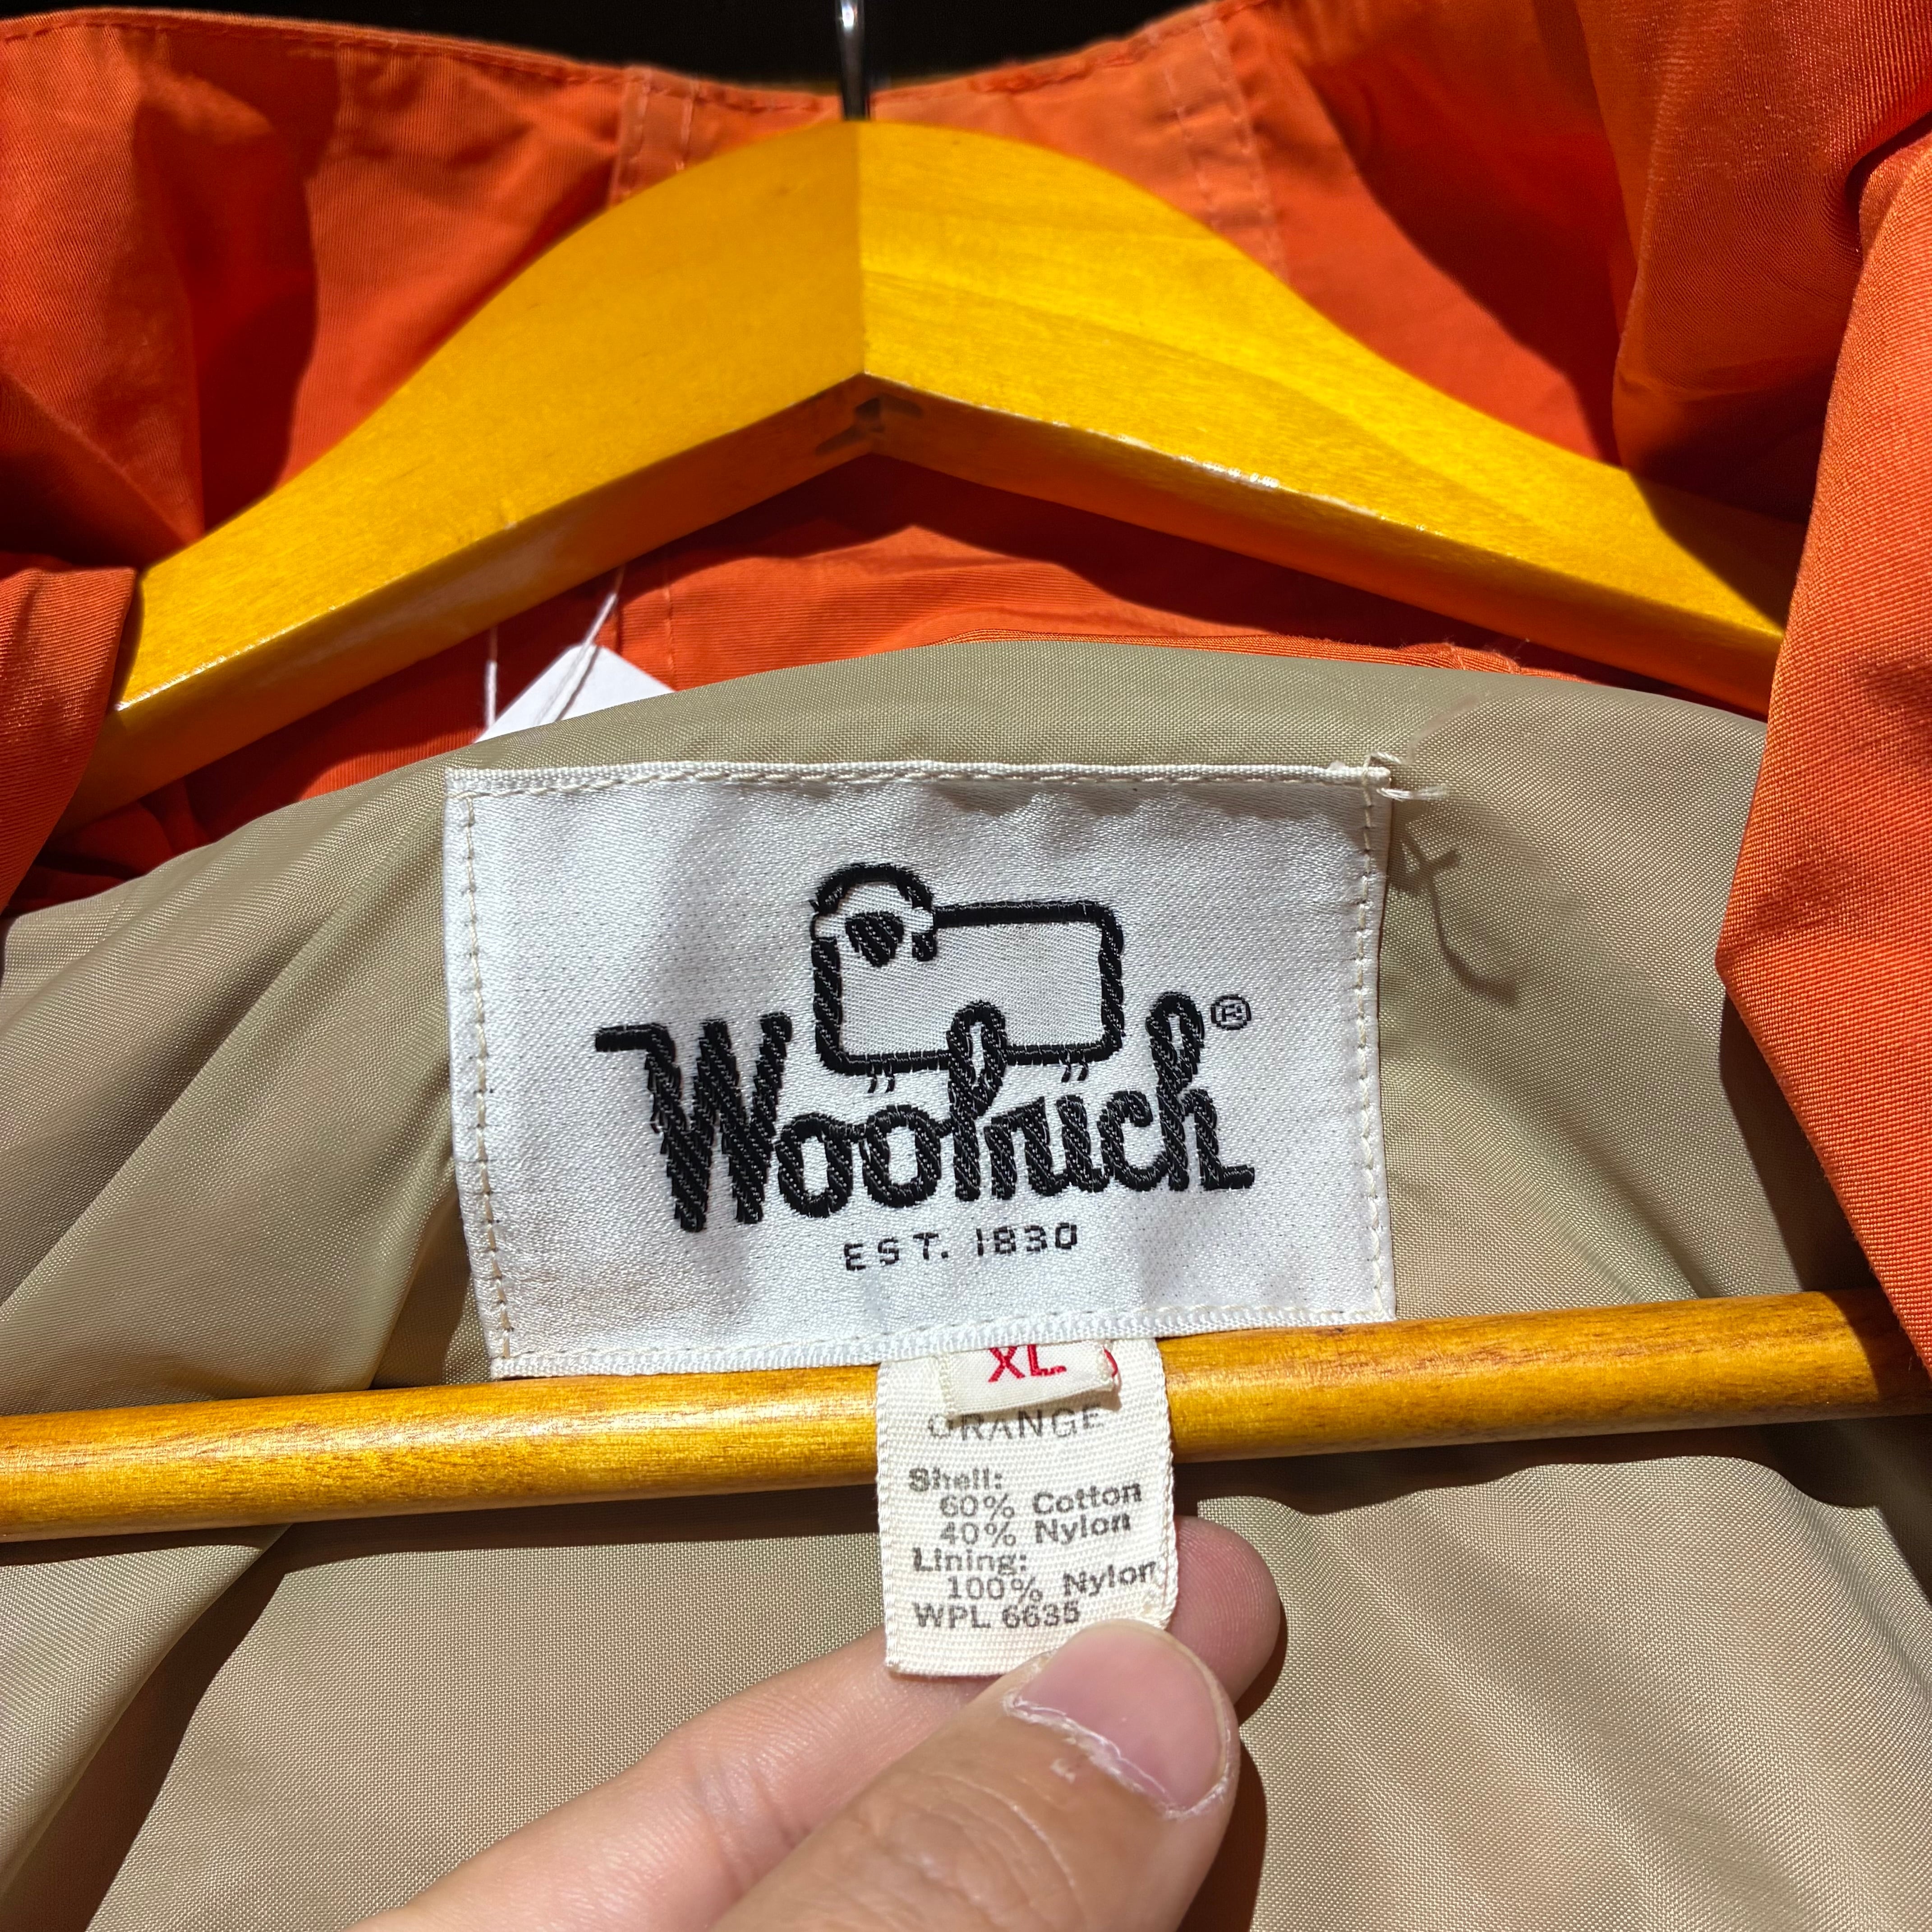 Woolrich®
EST. 1830
XL
ORANGE
Shell:
60% Cotton
40% Nylon
Lining:
100% Nylon
WPL 6635